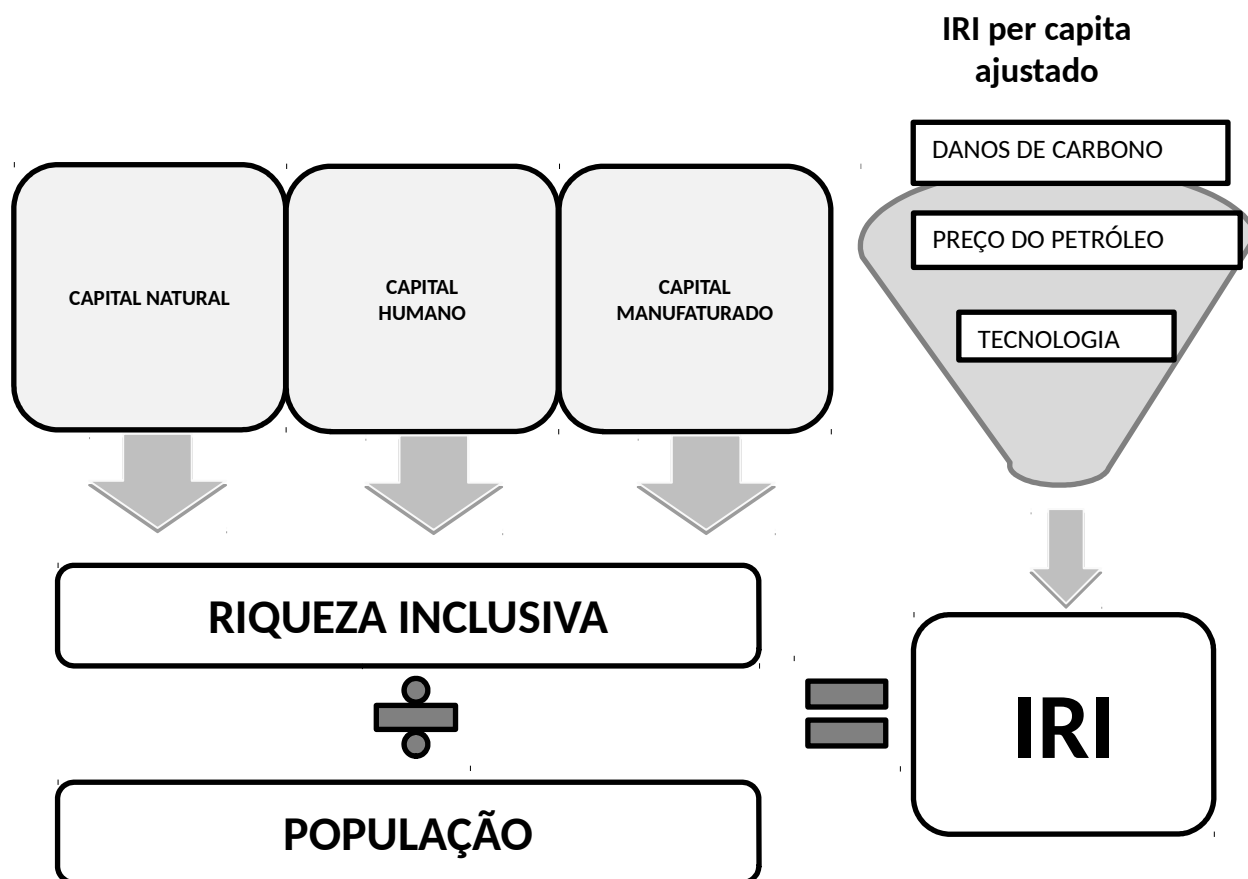 IRI per capita
ajustado
DANOS DE CARBONO
PREÇO DO PETRÓLEO
TECNOLOGIA
CAPITAL NATURAL
CAPITAL
HUMANO
CAPITAL
MANUFATURADO
RIQUEZA INCLUSIVA
POPULAÇÃO
IRI